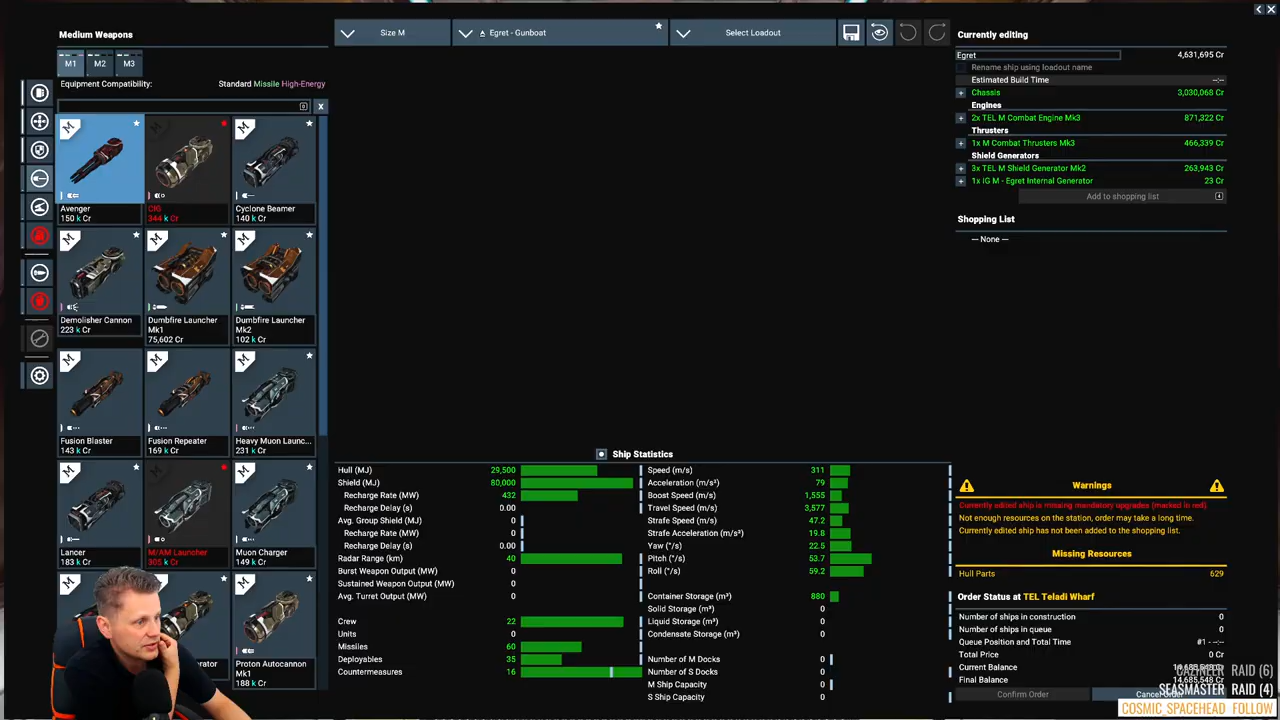 Medium Weapons
M1 M2 M3
Equipment Compatibility: Standard Missile High-Energy
Avenger
150 k Cr
CIG
344 k Cr
Cyclone Beamer
140 k Cr
Demolisher Cannon
223 k Cr
Dumbfire Launcher Mk1
75,602 Cr
Dumbfire Launcher Mk2
102 k Cr
Fusion Blaster
143 k Cr
Fusion Repeater
169 k Cr
Heavy Muon Launc...
231 k Cr
Lancer
183 k Cr
M/AM Launcher
305 k Cr
Muon Charger
149 k Cr
Proton Autocannon Mk1
188 k Cr
Size M
Egret - Gunboat
Select Loadout
Ship Statistics
Hull (MJ) 29,500
Shield (MJ) 80,000
Recharge Rate (MW) 432
Recharge Delay (s) 0.00
Avg. Group Shield (MJ) 0
Recharge Rate (MW) 0
Recharge Delay (s) 0.00
Radar Range (km) 40
Burst Weapon Output (MW) 0
Sustained Weapon Output (MW) 0
Avg. Turret Output (MW) 0
Crew 22
Units 0
Missiles 60
Deployables 35
Countermeasures 16
Speed (m/s) 311
Acceleration (m/s²) 79
Boost Speed (m/s) 1,555
Travel Speed (m/s) 3,577
Strafe Speed (m/s) 47.2
Strafe Acceleration (m/s²) 19.8
Yaw (°/s) 22.5
Pitch (°/s) 53.7
Roll (°/s) 59.2
Container Storage (m³) 880
Solid Storage (m³) 0
Liquid Storage (m³) 0
Condensate Storage (m³) 0
Number of M Docks 0
Number of S Docks 0
M Ship Capacity 0
S Ship Capacity 0
Currently editing
Egret 4,631,695 Cr
Rename ship using loadout name
Estimated Build Time --:--
Chassis 3,030,068 Cr
Engines
2x TEL M Combat Engine Mk3 871,322 Cr
Thrusters
1x M Combat Thrusters Mk3 466,339 Cr
Shield Generators
3x TEL M Shield Generator Mk2 263,943 Cr
1x IG M - Egret Internal Generator 23 Cr
Add to shopping list
Shopping List
-- None --
Warnings
Currently edited ship is missing mandatory upgrades (marked in red)
Not enough resources on the station, order may take a long time.
Currently edited ship has not been added to the shopping list.
Missing Resources
Hull Parts 629
Order Status at TEL Teladi Wharf
Number of ships in construction 0
Number of ships in queue 0
Queue Position and Total Time #1 - --:--
Total Price 0 Cr
Current Balance
Final Balance 14,685,548 Cr
Confirm Order
RAID (6)
SEASMASTER RAID (4)
COSMIC_SPACEHEAD FOLLOW